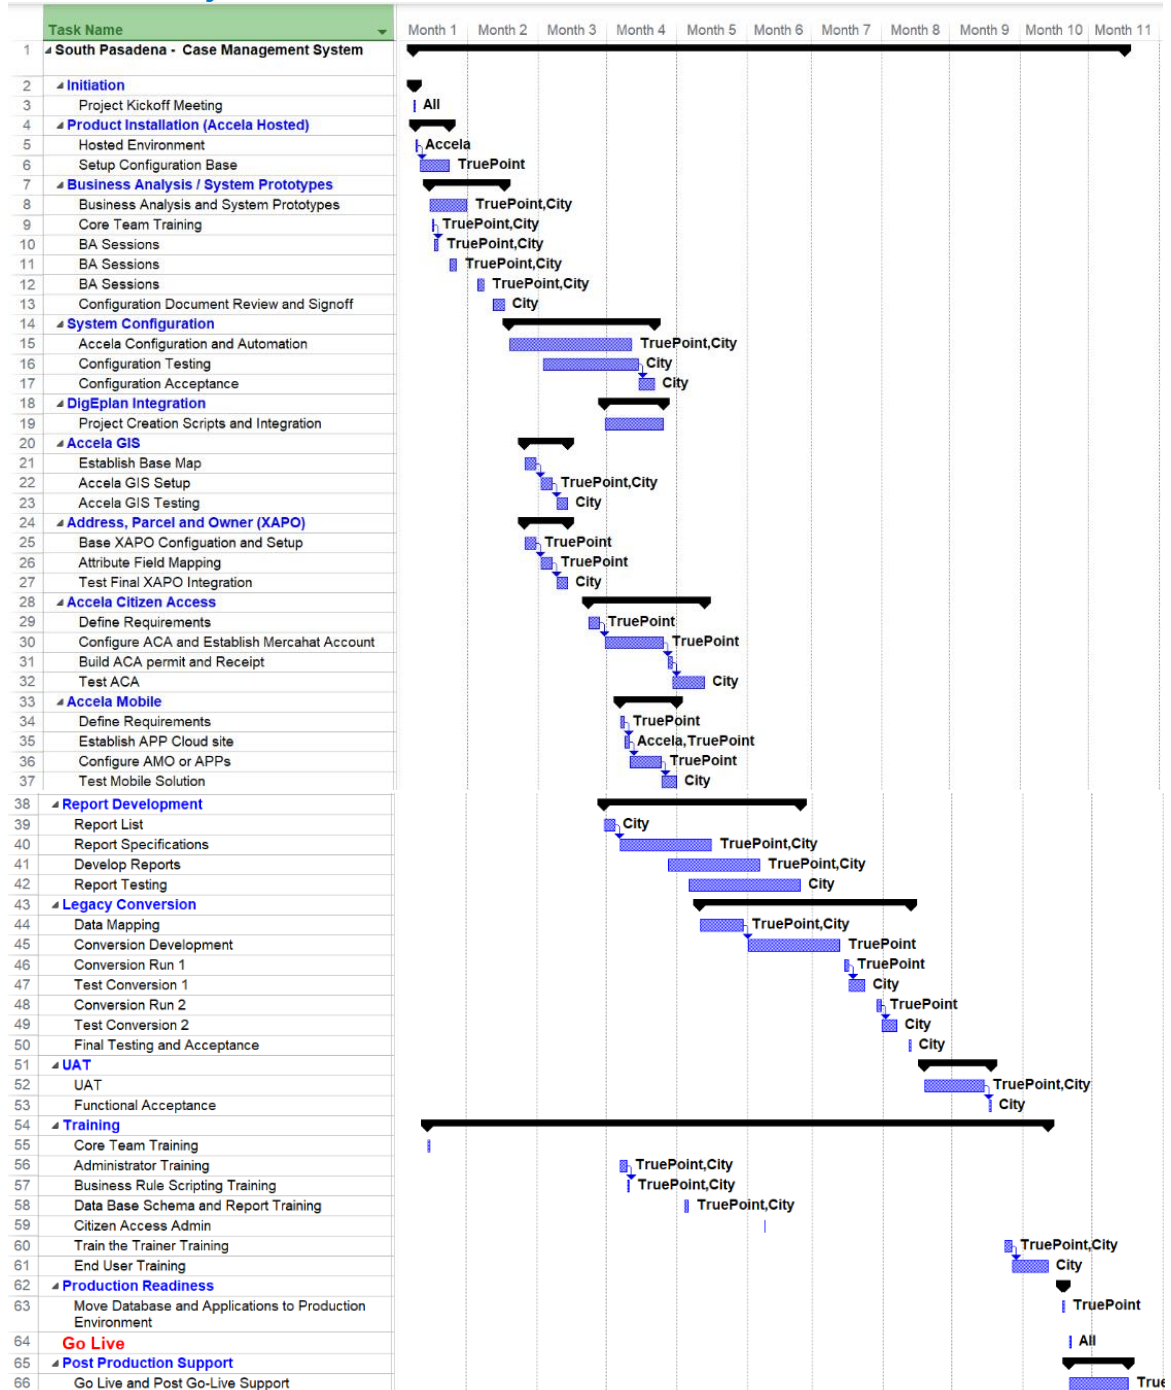 Task Name Month 1 Month 2 Month 3 Month 4 Month 5 Month 6 Month 7 Month 8 Month 9 Month 10 Month 11
1 South Pasadena - Case Management System
2 Initiation
3 Project Kickoff Meeting All
4 Product Installation (Accela Hosted)
5 Hosted Environment Accela
6 Setup Configuration Base TruePoint
7 Business Analysis / System Prototypes
8 Business Analysis and System Prototypes TruePoint,City
9 Core Team Training TruePoint,City
10 BA Sessions TruePoint,City
11 BA Sessions TruePoint,City
12 BA Sessions TruePoint,City
13 Configuration Document Review and Signoff City
14 System Configuration
15 Accela Configuration and Automation TruePoint,City
16 Configuration Testing City
17 Configuration Acceptance City
18 DigEplan Integration
19 Project Creation Scripts and Integration
20 Accela GIS
21 Establish Base Map
22 Accela GIS Setup TruePoint,City
23 Accela GIS Testing City
24 Address, Parcel and Owner (XAPO)
25 Base XAPO Configuation and Setup TruePoint
26 Attribute Field Mapping TruePoint
27 Test Final XAPO Integration City
28 Accela Citizen Access
29 Define Requirements TruePoint
30 Configure ACA and Establish Mercahat Account TruePoint
31 Build ACA permit and Receipt
32 Test ACA City
33 Accela Mobile
34 Define Requirements TruePoint
35 Establish APP Cloud site Accela,TruePoint
36 Configure AMO or APPs TruePoint
37 Test Mobile Solution City
38 Report Development
39 Report List City
40 Report Specifications TruePoint,City
41 Develop Reports TruePoint,City
42 Report Testing City
43 Legacy Conversion
44 Data Mapping TruePoint,City
45 Conversion Development TruePoint
46 Conversion Run 1 TruePoint
47 Test Conversion 1 City
48 Conversion Run 2 TruePoint
49 Test Conversion 2 City
50 Final Testing and Acceptance City
51 UAT
52 UAT TruePoint,City
53 Functional Acceptance City
54 Training
55 Core Team Training
56 Administrator Training TruePoint,City
57 Business Rule Scripting Training TruePoint,City
58 Data Base Schema and Report Training TruePoint,City
59 Citizen Access Admin
60 Train the Trainer Training TruePoint,City
61 End User Training City
62 Production Readiness
63 Move Database and Applications to Production TruePoint
Environment
64 Go Live All
65 Post Production Support
66 Go Live and Post Go-Live Support True